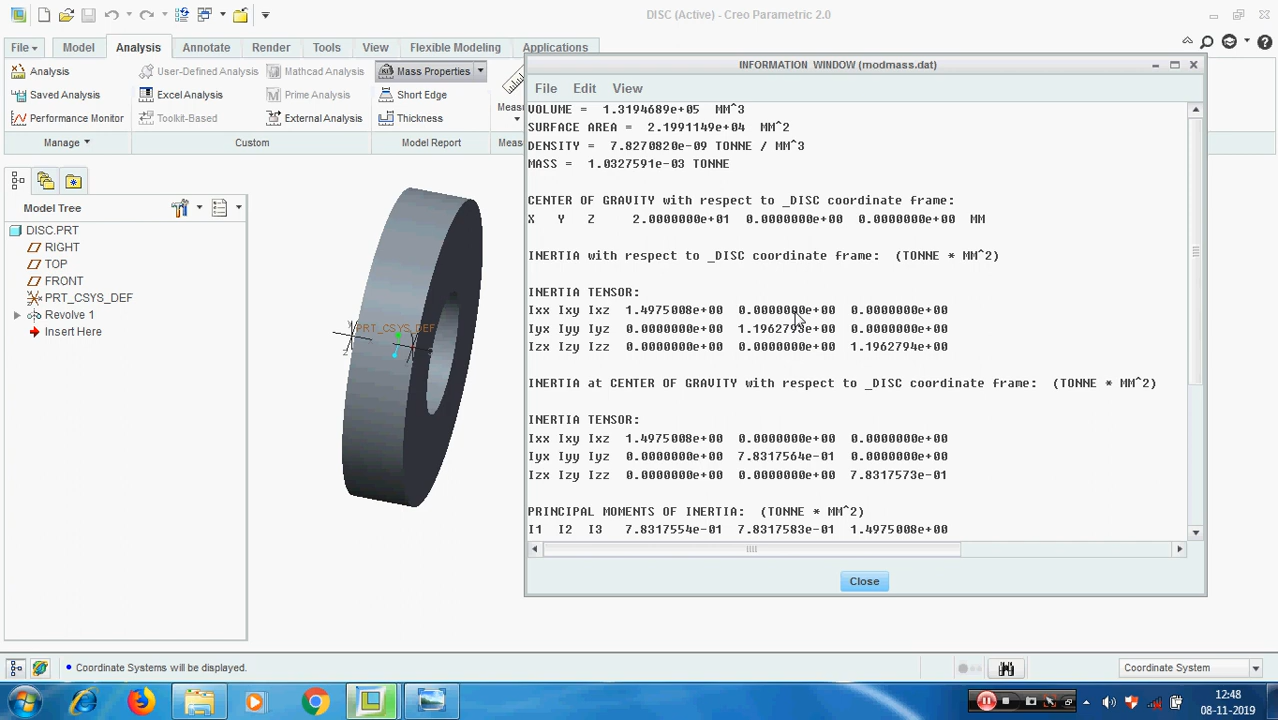 DISC (Active) - Creo Parametric 2.0
File Model Analysis Annotate Render Tools View Flexible Modeling Applications
Analysis
Saved Analysis
Performance Monitor
Manage
User-Defined Analysis
Excel Analysis
Toolkit-Based
Mathcad Analysis
Prime Analysis
External Analysis
Custom
Mass Properties
Short Edge
Thickness
Model Report
Meas
Meas
Model Tree
DISC.PRT
RIGHT
TOP
FRONT
PRT_CSYS_DEF
Revolve 1
Insert Here
PRT_CSYS_DEF
Z
INFORMATION WINDOW (modmass.dat)
File Edit View
VOLUME = 1.3194689e+05 MM^3
SURFACE AREA = 2.1991149e+04 MM^2
DENSITY = 7.8270820e-09 TONNE / MM^3
MASS = 1.0327591e-03 TONNE
CENTER OF GRAVITY with respect to _DISC coordinate frame:
X Y Z 2.0000000e+01 0.0000000e+00 0.0000000e+00 MM
INERTIA with respect to _DISC coordinate frame: (TONNE * MM^2)
INERTIA TENSOR:
Ixx Ixy Ixz 1.4975008e+00 0.0000000e+00 0.0000000e+00
Iyx Iyy Iyz 0.0000000e+00 1.1962793e+00 0.0000000e+00
Izx Izy Izz 0.0000000e+00 0.0000000e+00 1.1962794e+00
INERTIA at CENTER OF GRAVITY with respect to _DISC coordinate frame: (TONNE * MM^2)
INERTIA TENSOR:
Ixx Ixy Ixz 1.4975008e+00 0.0000000e+00 0.0000000e+00
Iyx Iyy Iyz 0.0000000e+00 7.8317564e-01 0.0000000e+00
Izx Izy Izz 0.0000000e+00 0.0000000e+00 7.8317573e-01
PRINCIPAL MOMENTS OF INERTIA: (TONNE * MM^2)
I1 I2 I3 7.8317554e-01 7.8317583e-01 1.4975008e+00
Close
Coordinate Systems will be displayed.
Coordinate System
12:48
08-11-2019